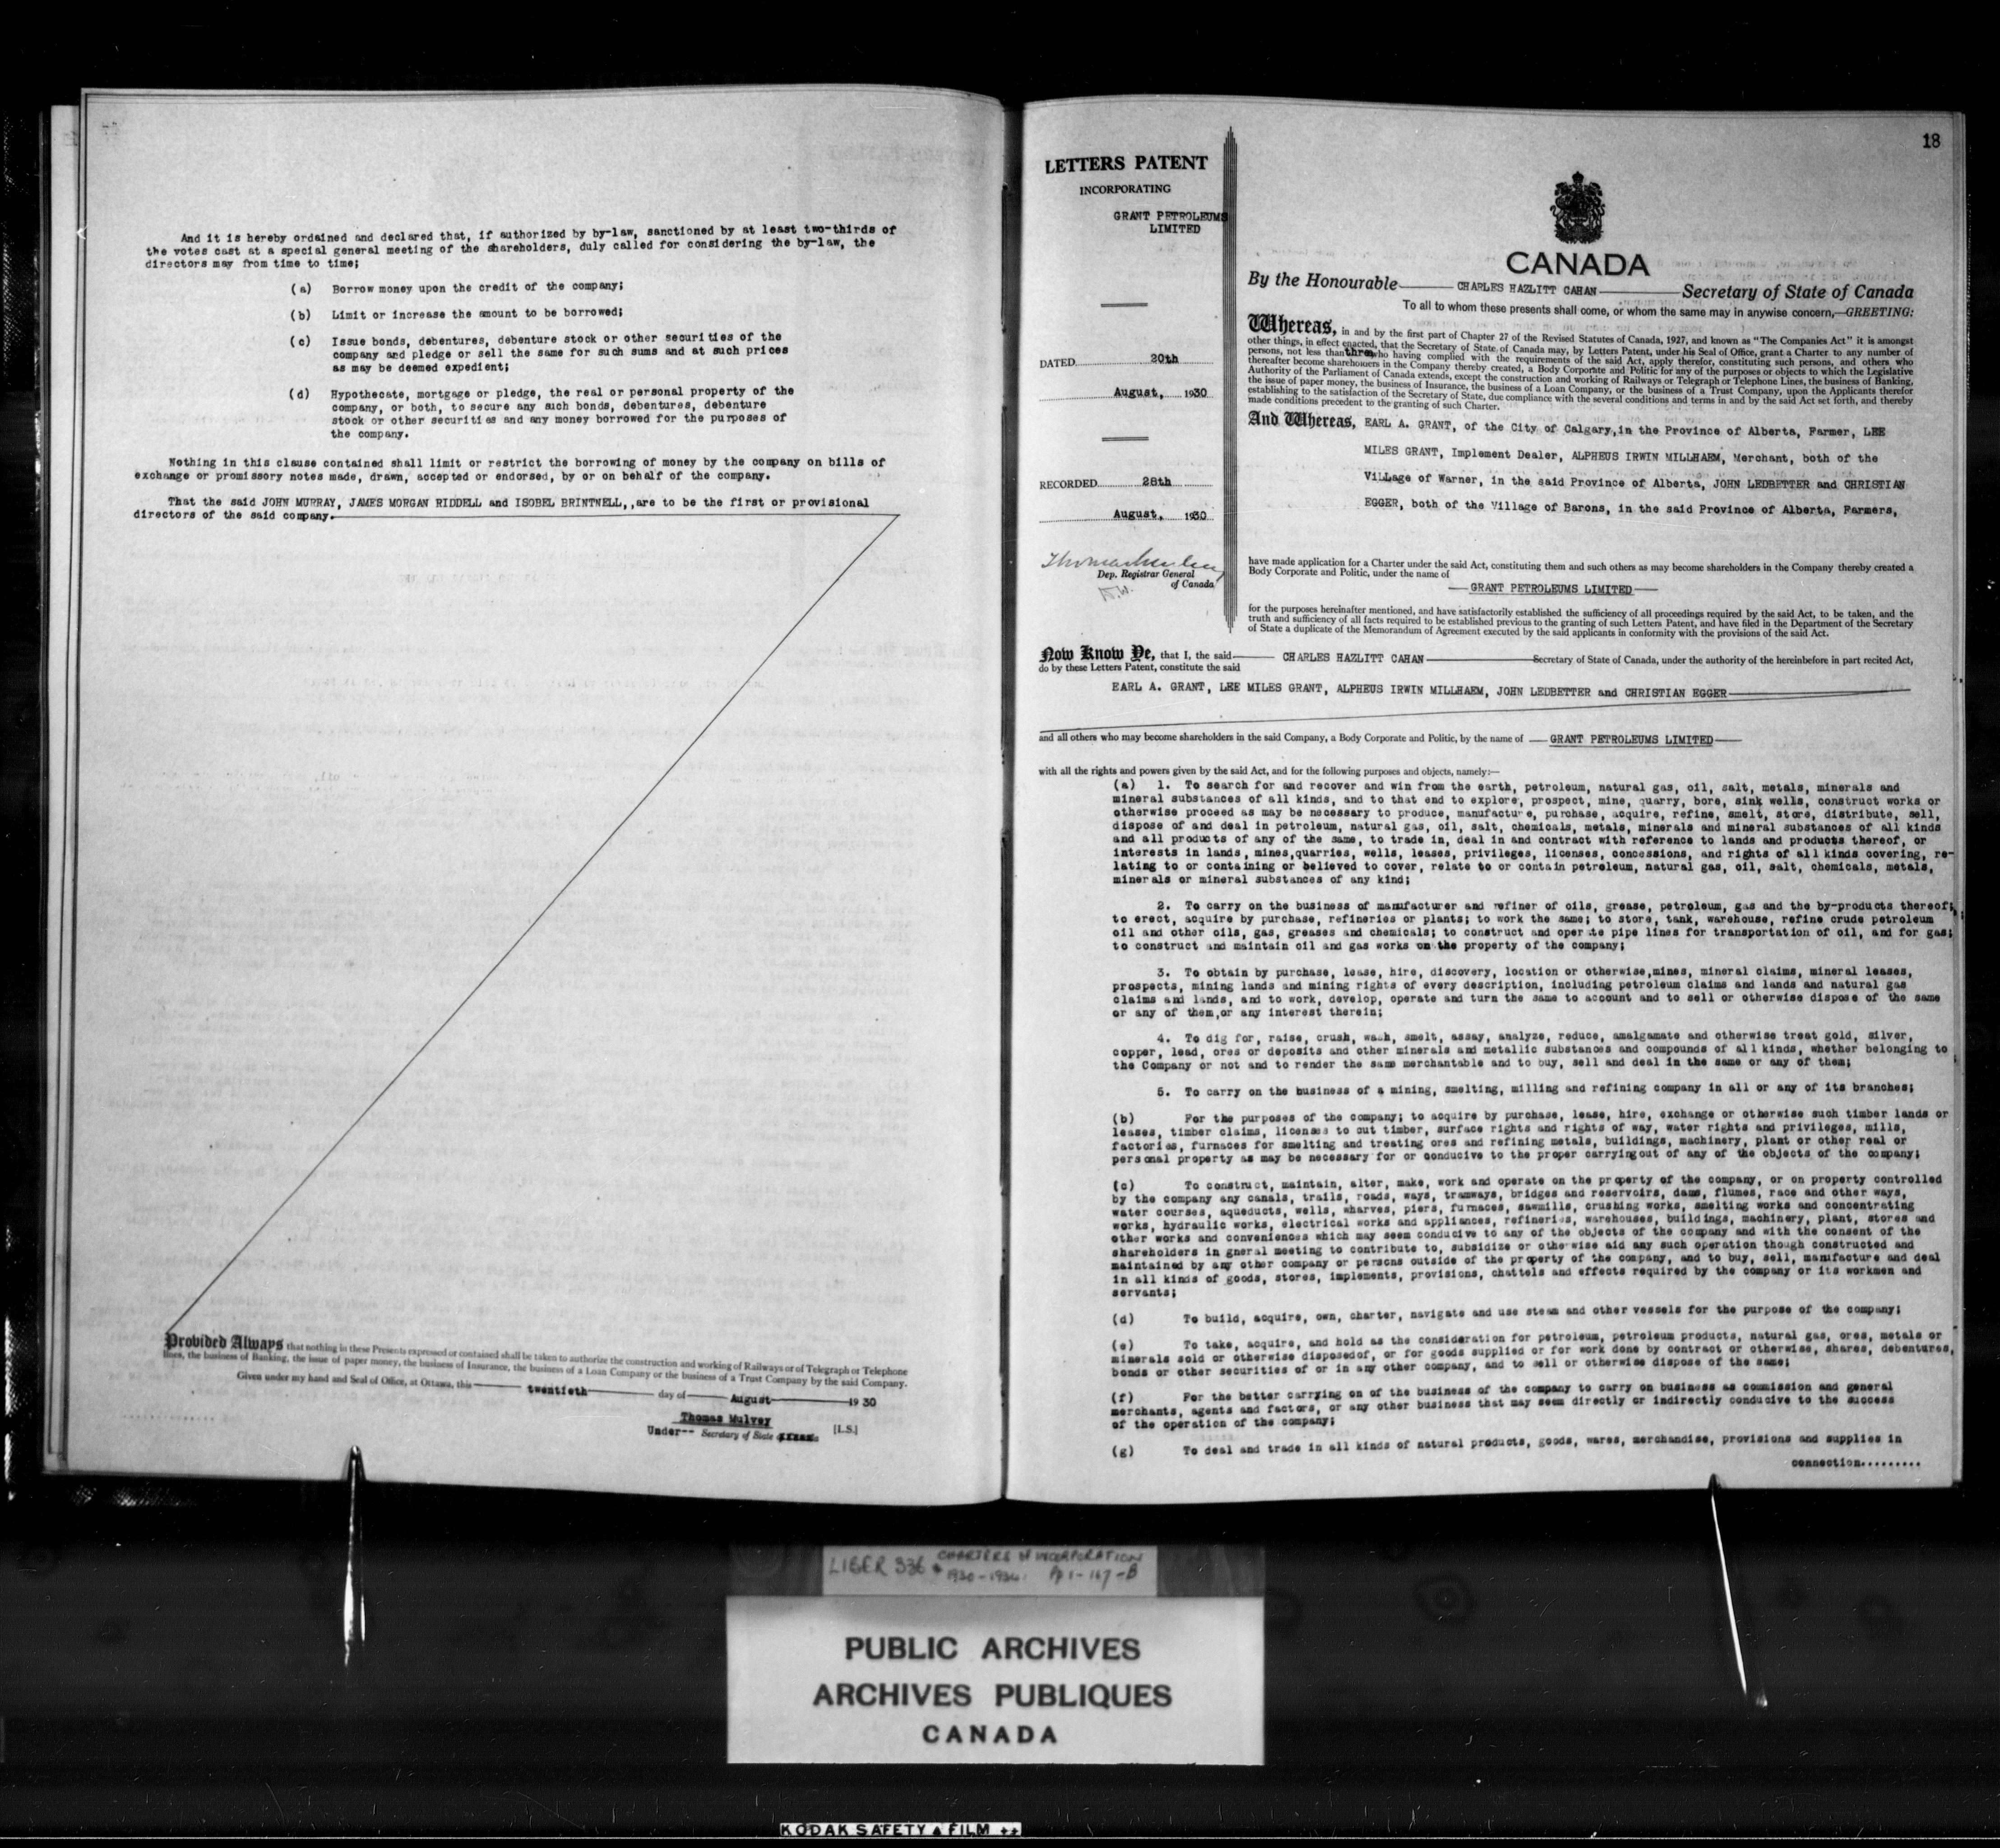 And it is hereby ordained and declared that, if authorized by by-law, sanctioned by at least two-thirds of
the votes cast at a special general meeting of the shareholders, duly called for considering the by-law, the
directors may from time to time;
(a) Borrow money upon the credit of the company;
(b) Limit or increase the amount to be borrowed;
(c) Issue bonds, debentures, debenture stock or other securities of the
company and pledge or sell the same for such sums and at such prices
as may be deemed expedient;
(d) Hypothecate, mortgage or pledge, the real or personal property of the
company, or both, to secure any such bonds, debentures, debenture
stock or other securities and any money borrowed for the purposes of
the company.
Nothing in this clause contained shall limit or restrict the borrowing of money by the company on bills of
exchange or promissory notes made, drawn, accepted or endorsed, by or on behalf of the company.
That the said JOHN MURRAY, JAMES MORGAN RIDDELL and ISOBEL BRINTNELL,,are to be the first or provisional
directors of the said company.
Provided Always that nothing in these Presents expressed or contained shall be taken to authorize the construction and working of Railways or of Telegraph or Telephone
lines, the business of Banking, the issue of paper money, the business of Insurance, the business of a Loan Company or the business of a Trust Company by the said Company.
Given under my hand and Seal of Office, at Ottawa, this twentieth day of August 1930
Thomas Mulvey
Under-- Secretary of State [L.S.]
18
LETTERS PATENT
INCORPORATING
GRANT PETROLEUMS
LIMITED
DATED 20th
August, 1930
RECORDED 28th
August, 1930
Dep. Registrar General
of Canada
CANADA
By the Honourable CHARLES HAZLITT CAHAN Secretary of State of Canada
To all to whom these presents shall come, or whom the same may in anywise concern,—GREETING:
Whereas, in and by the first part of Chapter 27 of the Revised Statutes of Canada, 1927, and known as "The Companies Act" it is amongst
other things, in effect enacted, that the Secretary of State of Canada may, by Letters Patent, under his Seal of Office, grant a Charter to any number of
persons, not less than three who having complied with the requirements of the said Act, apply therefor, constituting such persons, and others who
thereafter become shareholders in the Company thereby created, a Body Corporate and Politic for any of the purposes or objects to which the Legislative
Authority of the Parliament of Canada extends, except the construction and working of Railways or Telegraph or Telephone Lines, the business of Banking,
the issue of paper money, the business of Insurance, the business of a Loan Company, or the business of a Trust Company, upon the Applicants therefor
establishing to the satisfaction of the Secretary of State, due compliance with the several conditions and terms in and by the said Act set forth, and thereby
made conditions precedent to the granting of such Charter.
And Whereas, EARL A. GRANT, of the City of Calgary,in the Province of Alberta, Farmer, LEE
MILES GRANT, Implement Dealer, ALPHEUS IRWIN MILLHAEM, Merchant, both of the
Village of Warner, in the said Province of Alberta, JOHN LEDBETTER and CHRISTIAN
EGGER, both of the Village of Barons, in the said Province of Alberta, Farmers,
have made application for a Charter under the said Act, constituting them and such others as may become shareholders in the Company thereby created a
Body Corporate and Politic, under the name of
GRANT PETROLEUMS LIMITED
for the purposes hereinafter mentioned, and have satisfactorily established the sufficiency of all proceedings required by the said Act, to be taken, and the
truth and sufficiency of all facts required to be established previous to the granting of such Letters Patent, and have filed in the Department of the Secretary
of State a duplicate of the Memorandum of Agreement executed by the said applicants in conformity with the provisions of the said Act.
Now Know Ye, that I, the said CHARLES HAZLITT CAHAN Secretary of State of Canada, under the authority of the hereinbefore in part recited Act,
do by these Letters Patent, constitute the said
EARL A. GRANT, LEE MILES GRANT, ALPHEUS IRWIN MILLHAEM, JOHN LEDBETTER and CHRISTIAN EGGER
and all others who may become shareholders in the said Company, a Body Corporate and Politic, by the name of GRANT PETROLEUMS LIMITED
with all the rights and powers given by the said Act, and for the following purposes and objects, namely:—
(a) 1. To search for and recover and win from the earth, petroleum, natural gas, oil, salt, metals, minerals and
mineral substances of all kinds, and to that end to explore, prospect, mine, quarry, bore, sink wells, construct works or
otherwise proceed as may be necessary to produce, manufacture, purchase, acquire, refine, smelt, store, distribute, sell,
dispose of and deal in petroleum, natural gas, oil, salt, chemicals, metals, minerals and mineral substances of all kinds
and all products of any of the same, to trade in, deal in and contract with reference to lands and products thereof, or
interests in lands, mines,quarries, wells, leases, privileges, licenses, concessions, and rights of all kinds covering, re-
lating to or containing or believed to cover, relate to or contain petroleum, natural gas, oil, salt, chemicals, metals,
minerals or mineral substances of any kind;
2. To carry on the business of manufacturer and refiner of oils, grease, petroleum, gas and the by-products thereof;
to erect, acquire by purchase, refineries or plants; to work the same; to store, tank, warehouse, refine crude petroleum
oil and other oils, gas, greases and chemicals; to construct and operate pipe lines for transportation of oil, and for gas;
to construct and maintain oil and gas works on the property of the company;
3. To obtain by purchase, lease, hire, discovery, location or otherwise,mines, mineral claims, mineral leases,
prospects, mining lands and mining rights of every description, including petroleum claims and lands and natural gas
claims and lands, and to work, develop, operate and turn the same to account and to sell or otherwise dispose of the same
or any of them,or any interest therein;
4. To dig for, raise, crush, wash, smelt, assay, analyze, reduce, amalgamate and otherwise treat gold, silver,
copper, lead, ores or deposits and other minerals and metallic substances and compounds of all kinds, whether belonging to
the Company or not and to render the same merchantable and to buy, sell and deal in the same or any of them;
5. To carry on the business of a mining, smelting, milling and refining company in all or any of its branches;
(b) For the purposes of the company; to acquire by purchase, lease, hire, exchange or otherwise such timber lands or
leases, timber claims, licenses to cut timber, surface rights and rights of way, water rights and privileges, mills,
factories, furnaces for smelting and treating ores and refining metals, buildings, machinery, plant or other real or
personal property as may be necessary for or conducive to the proper carryingout of any of the objects of the company;
(c) To construct, maintain, alter, make, work and operate on the property of the company, or on property controlled
by the company any canals, trails, roads, ways, tramways, bridges and reservoirs, dams, flumes, race and other ways,
water courses, aqueducts, wells, wharves, piers, furnaces, sawmills, crushing works, smelting works and concentrating
works, hydraulic works, electrical works and appliances, refineries, warehouses, buildings, machinery, plant, stores and
other works and conveniences which may seem conducive to any of the objects of the company and with the consent of the
shareholders in gneral meeting to contribute to, subsidize or otherwise aid any such operation though constructed and
maintained by any other company or persons outside of the property of the company, and to buy, sell, manufacture and deal
in all kinds of goods, stores, implements, provisions, chattels and effects required by the company or its workmen and
servants;
(d) To build, acquire, own, charter, navigate and use steam and other vessels for the purpose of the company;
(e) To take, acquire, and hold as the consideration for petroleum, petroleum products, natural gas, ores, metals or
minerals sold or otherwise disposedof, or for goods supplied or for work done by contract or otherwise, shares, debentures,
bonds or other securities of or in any other company, and to sell or otherwise dispose of the same;
(f) For the better carrying on of the business of the company to carry on business as commission and general
merchants, agents and factors, or any other business that may seem directly or indirectly conducive to the success
of the operation of the company;
(g) To deal and trade in all kinds of natural products, goods, wares, merchandise, provisions and supplies in
connection.........
LIBER 336 CHARTERS OF INCORPORATION
1930-1934 Pp 1-167-B
PUBLIC ARCHIVES
ARCHIVES PUBLIQUES
CANADA
KODAK SAFETY FILM